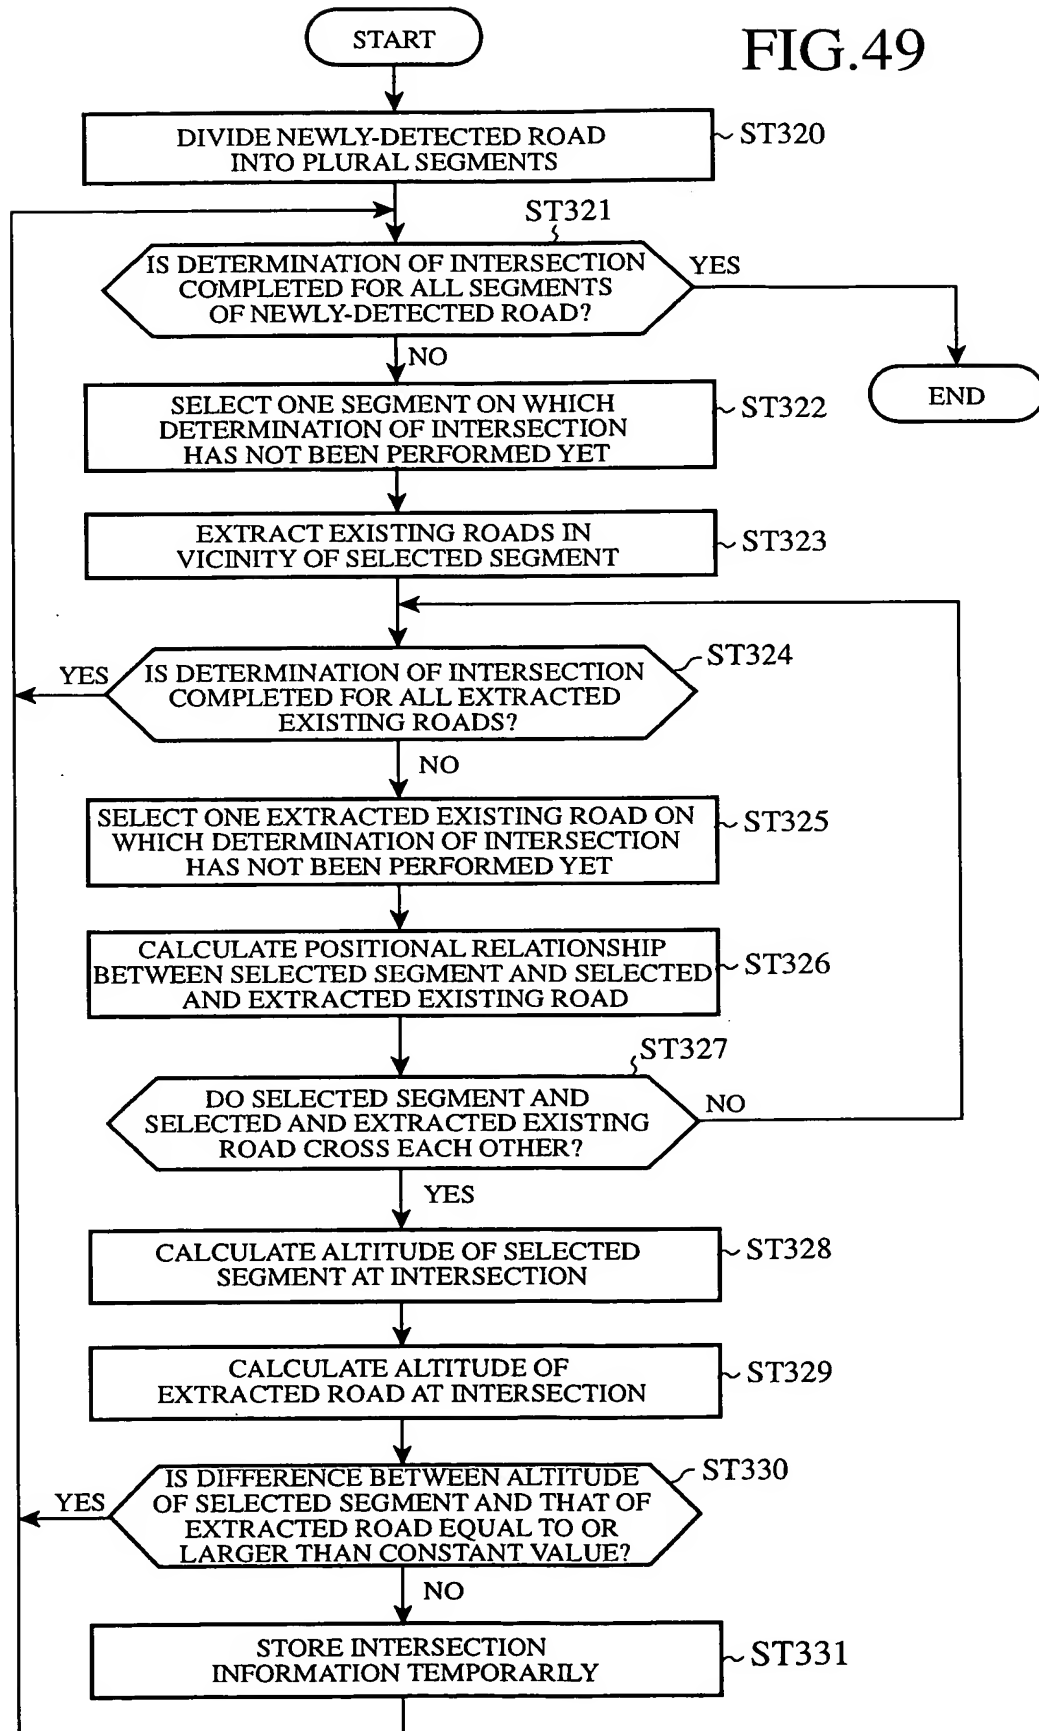 START
FIG.49
DIVIDE NEWLY-DETECTED ROAD
INTO PLURAL SEGMENTS
ST320
ST321
IS DETERMINATION OF INTERSECTION
COMPLETED FOR ALL SEGMENTS
OF NEWLY-DETECTED ROAD?
YES
NO
END
SELECT ONE SEGMENT ON WHICH
DETERMINATION OF INTERSECTION
HAS NOT BEEN PERFORMED YET
ST322
EXTRACT EXISTING ROADS IN
VICINITY OF SELECTED SEGMENT
ST323
YES
IS DETERMINATION OF INTERSECTION
COMPLETED FOR ALL EXTRACTED
EXISTING ROADS?
ST324
NO
SELECT ONE EXTRACTED EXISTING ROAD ON
WHICH DETERMINATION OF INTERSECTION
HAS NOT BEEN PERFORMED YET
ST325
CALCULATE POSITIONAL RELATIONSHIP
BETWEEN SELECTED SEGMENT AND SELECTED
AND EXTRACTED EXISTING ROAD
ST326
ST327
DO SELECTED SEGMENT AND
SELECTED AND EXTRACTED EXISTING
ROAD CROSS EACH OTHER?
NO
YES
CALCULATE ALTITUDE OF SELECTED
SEGMENT AT INTERSECTION
ST328
CALCULATE ALTITUDE OF
EXTRACTED ROAD AT INTERSECTION
ST329
YES
IS DIFFERENCE BETWEEN ALTITUDE
OF SELECTED SEGMENT AND THAT OF
EXTRACTED ROAD EQUAL TO OR
LARGER THAN CONSTANT VALUE?
ST330
NO
STORE INTERSECTION
INFORMATION TEMPORARILY
ST331